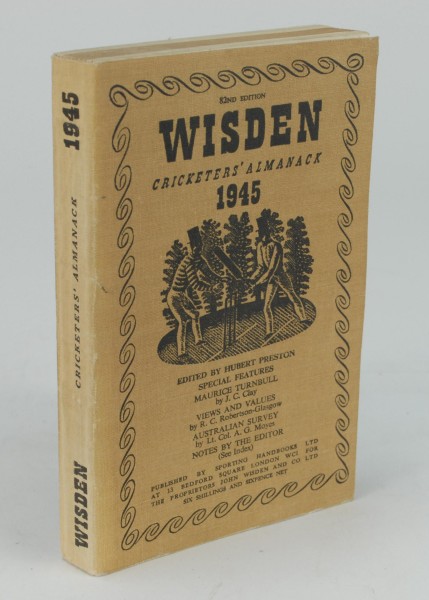 82ND EDITION
WISDEN
CRICKETERS' ALMANACK
1945
EDITED BY HUBERT PRESTON
SPECIAL FEATURES
MAURICE TURNBULL
by J. C. Clay
VIEWS AND VALUES
by R. C. Robertson-Glasgow
AUSTRALIAN SURVEY
by Lt. Col. A. G. Moyes
NOTES BY THE EDITOR
(See Index)
PUBLISHED BY SPORTING HANDBOOKS LTD
AT 13 BEDFORD SQUARE LONDON WC1 FOR
THE PROPRIETORS JOHN WISDEN AND CO. LTD
SIX SHILLINGS AND SIXPENCE NET
WISDEN CRICKETERS' ALMANACK 1945